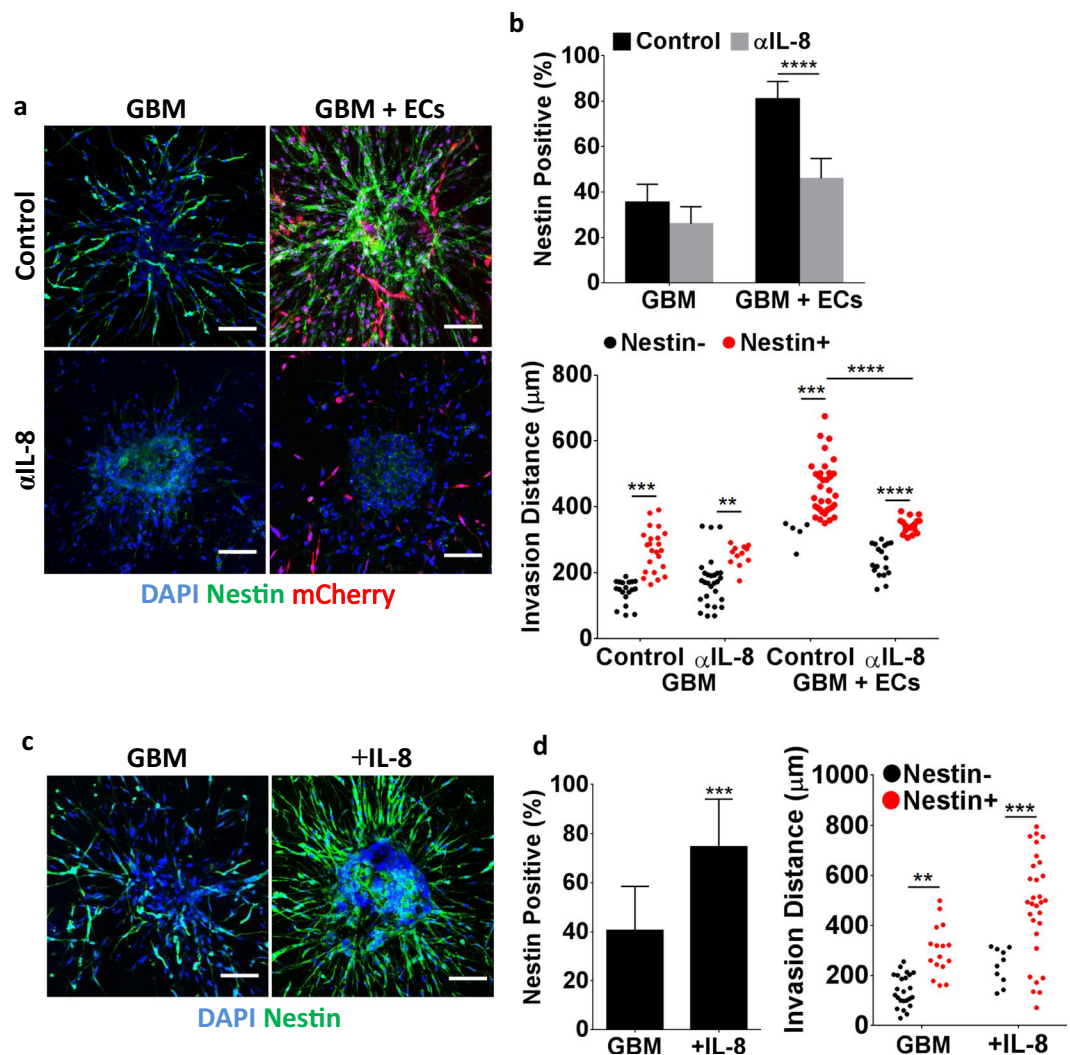 a
GBM
GBM + ECs
Control
αIL-8
DAPI Nestin mCherry
b
Control αIL-8
Nestin Positive (%)
100
80
60
40
20
0
****
GBM
GBM + ECs
Nestin- Nestin+
Invasion Distance (μm)
800
600
400
200
0
***
**
***
****
****
Control αIL-8 Control αIL-8
GBM GBM + ECs
c
GBM
+IL-8
DAPI Nestin
d
Nestin Positive (%)
100
80
60
40
20
0
***
GBM
+IL-8
Invasion Distance (μm)
1000
800
600
400
200
0
Nestin-
Nestin+
**
***
GBM
+IL-8